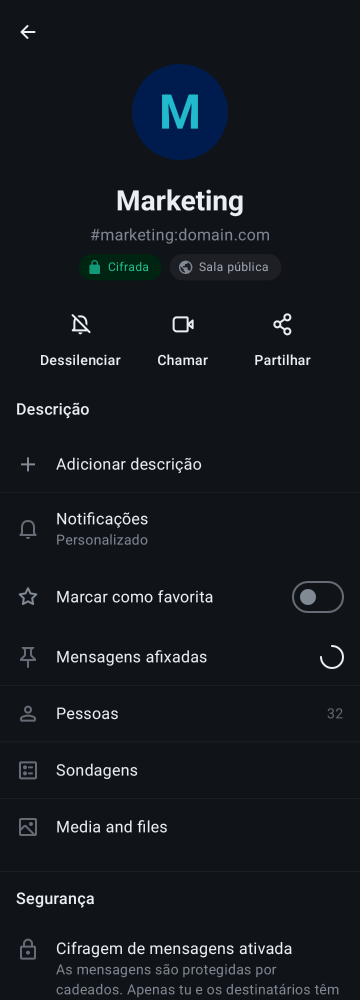 M
Marketing
#marketing:domain.com
Cifrada
Sala pública
Dessilenciar
Chamar
Partilhar
Descrição
Adicionar descrição
Notificações
Personalizado
Marcar como favorita
Mensagens afixadas
Pessoas
32
Sondagens
Media and files
Segurança
Cifragem de mensagens ativada
As mensagens são protegidas por
cadeados. Apenas tu e os destinatários têm